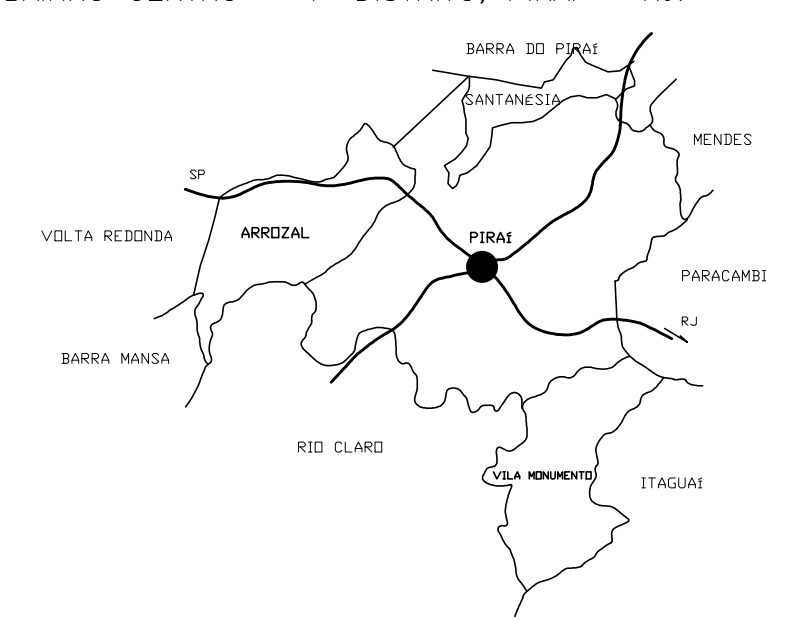 BARRA DO PIRAÍ
SANTANÉSIA
MENDES
SP
VOLTA REDONDA
ARROZAL
PIRAÍ
PARACAMBI
RJ
BARRA MANSA
RIO CLARO
VILA MONUMENTO
ITAGUAÍ